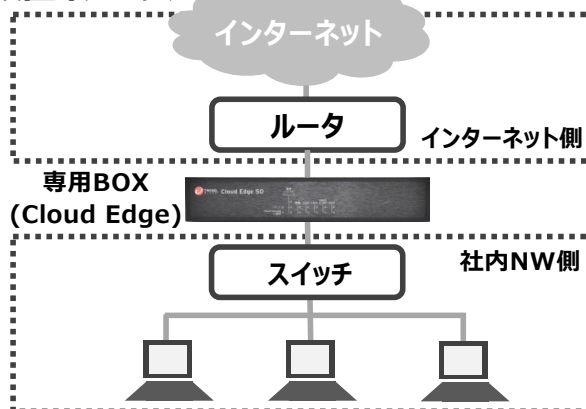 インターネット
ルータ
インターネット側
専用BOX
(Cloud Edge)
Cloud Edge 50
スイッチ
社内NW側